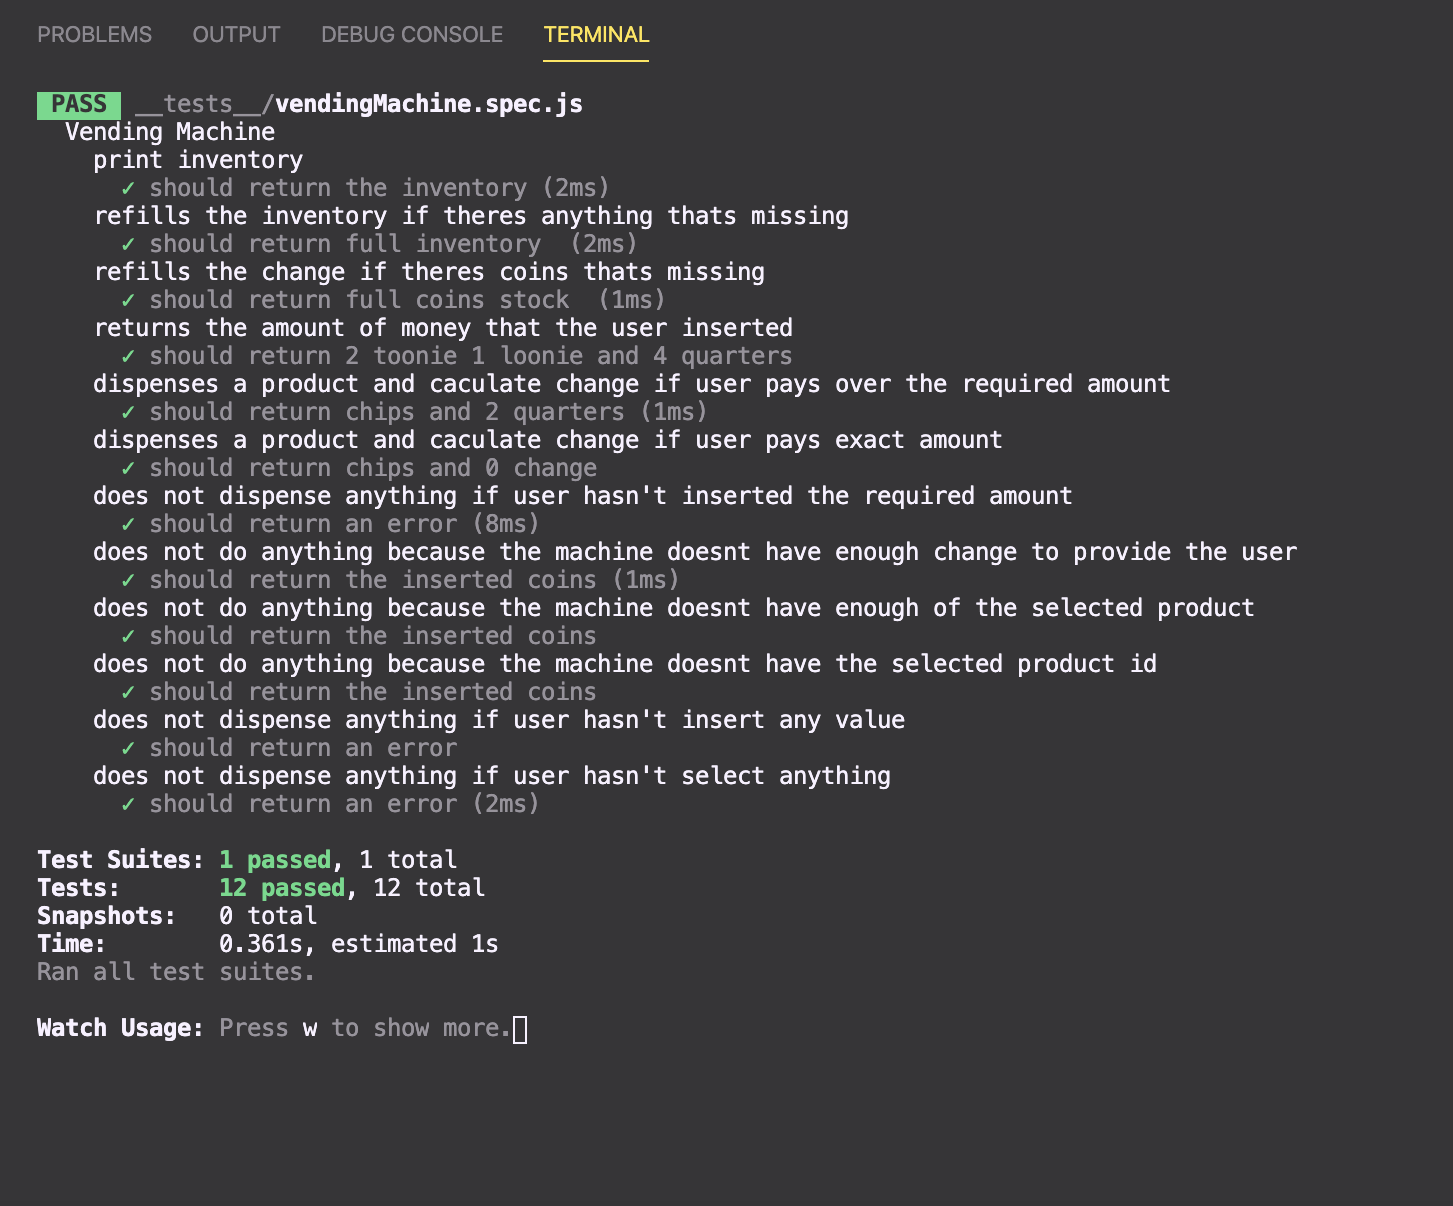 PROBLEMS OUTPUT DEBUG CONSOLE TERMINAL
PASS __tests__/vendingMachine.spec.js
Vending Machine
print inventory
✓ should return the inventory (2ms)
refills the inventory if theres anything thats missing
✓ should return full inventory  (2ms)
refills the change if theres coins thats missing
✓ should return full coins stock  (1ms)
returns the amount of money that the user inserted
✓ should return 2 toonie 1 loonie and 4 quarters
dispenses a product and caculate change if user pays over the required amount
✓ should return chips and 2 quarters (1ms)
dispenses a product and caculate change if user pays exact amount
✓ should return chips and 0 change
does not dispense anything if user hasn't inserted the required amount
✓ should return an error (8ms)
does not do anything because the machine doesnt have enough change to provide the user
✓ should return the inserted coins (1ms)
does not do anything because the machine doesnt have enough of the selected product
✓ should return the inserted coins
does not do anything because the machine doesnt have the selected product id
✓ should return the inserted coins
does not dispense anything if user hasn't insert any value
✓ should return an error
does not dispense anything if user hasn't select anything
✓ should return an error (2ms)
Test Suites: 1 passed, 1 total
Tests: 12 passed, 12 total
Snapshots: 0 total
Time: 0.361s, estimated 1s
Ran all test suites.
Watch Usage: Press w to show more.